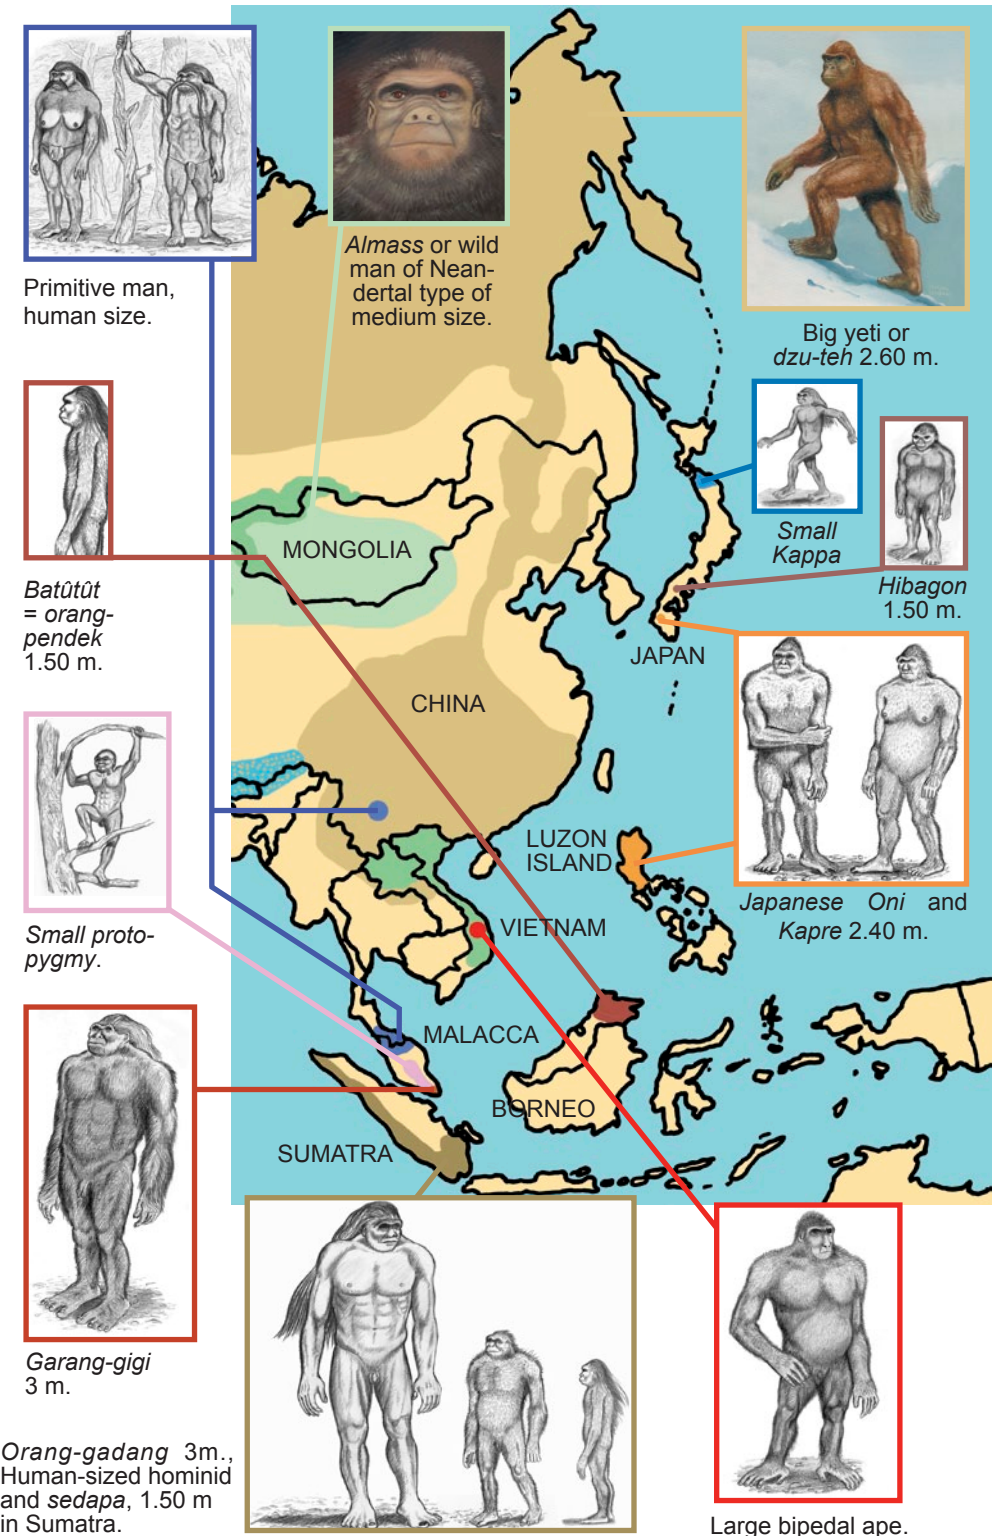 Primitive man,
human size.
Almass or wild
man of Nean-
dertal type of
medium size.
Big yeti or
dzu-teh 2.60 m.
Small
Kappa
Hibagon
1.50 m.
Batûtût
= orang-
pendek
1.50 m.
MONGOLIA
JAPAN
CHINA
Japanese Oni and
Kapre 2.40 m.
LUZON
ISLAND
VIETNAM
Small proto-
pygmy.
MALACCA
BORNEO
SUMATRA
Garang-gigi
3 m.
Orang-gadang 3m.,
Human-sized hominid
and sedapa, 1.50 m
in Sumatra.
Large bipedal ape.